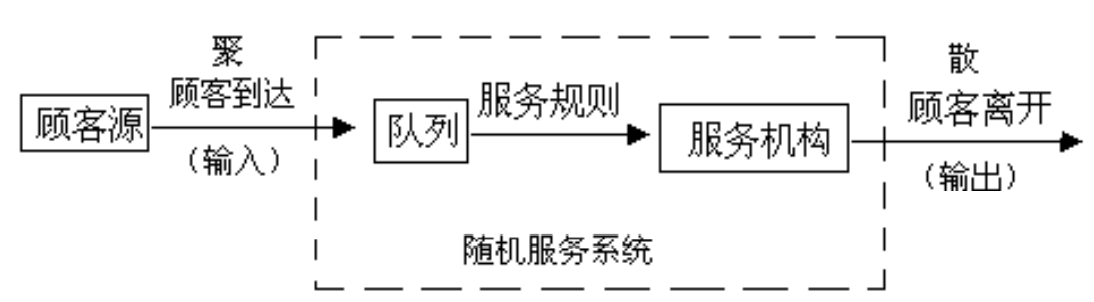 聚
顾客到达
顾客源
(输入)
队列
服务规则
服务机构
随机服务系统
散
顾客离开
(输出)